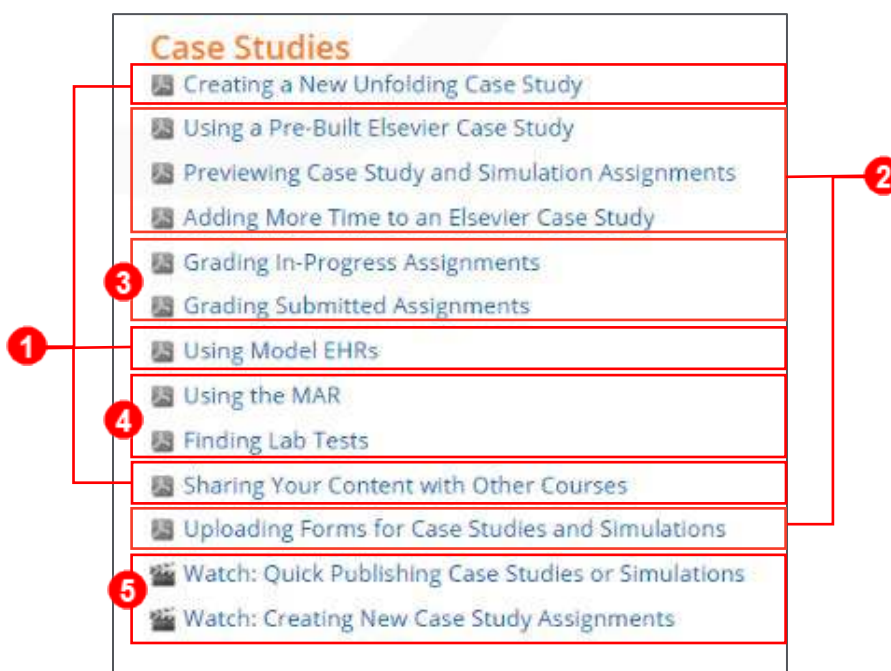 Case Studies
Creating a New Unfolding Case Study
Using a Pre-Built Elsevier Case Study
Previewing Case Study and Simulation Assignments
2
Adding More Time to an Elsevier Case Study
Grading In-Progress Assignments
3
Grading Submitted Assignments
1
Using Model EHRs
Using the MAR
4
Finding Lab Tests
Sharing Your Content with Other Courses
Uploading Forms for Case Studies and Simulations
Watch: Quick Publishing Case Studies or Simulations
5
Watch: Creating New Case Study Assignments